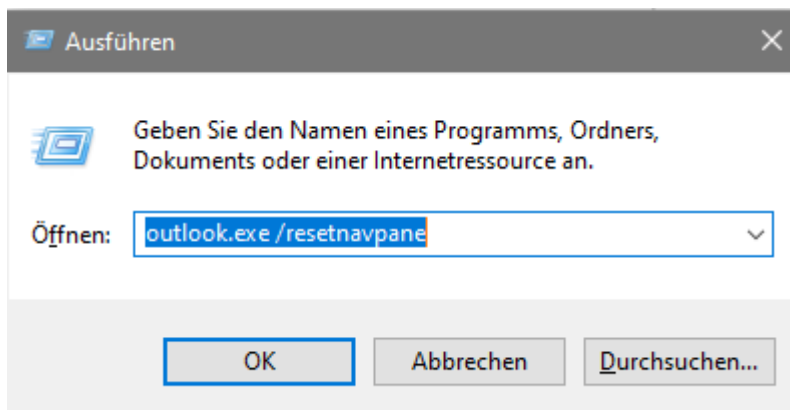 Ausführen
Geben Sie den Namen eines Programms, Ordners,
Dokuments oder einer Internetressource an.
Öffnen: outlook.exe /resetnavpane
OK Abbrechen Durchsuchen...